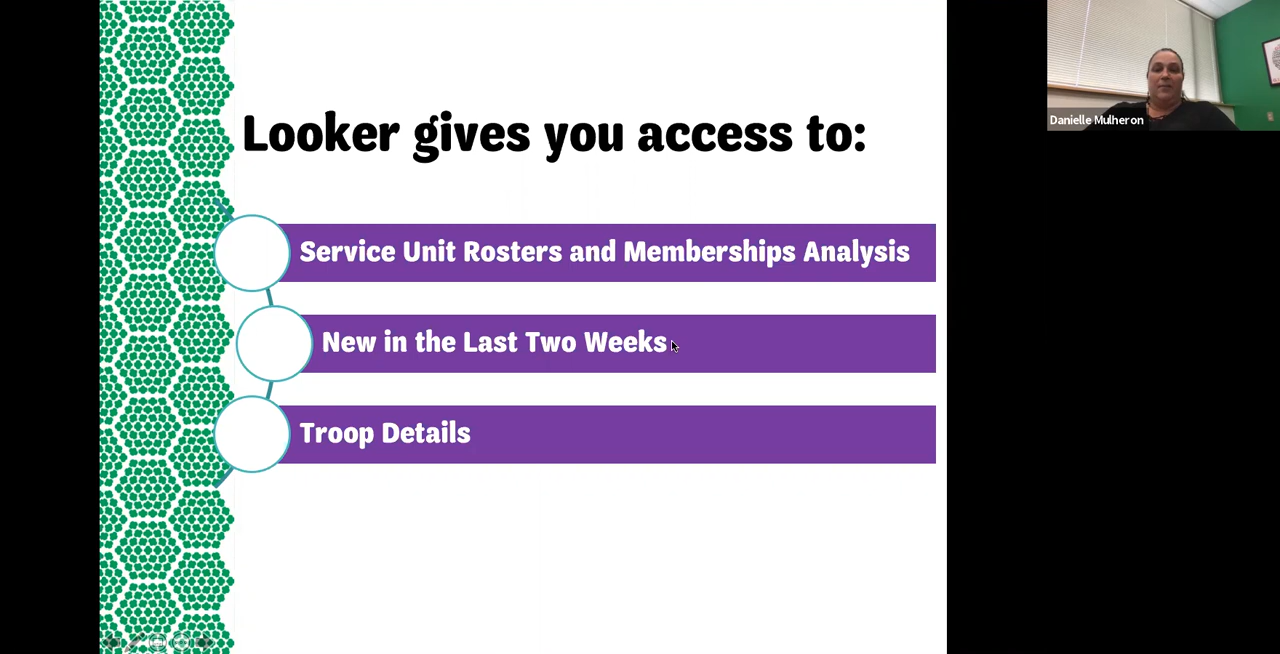 Looker gives you access to:
Service Unit Rosters and Memberships Analysis
New in the Last Two Weeks
Troop Details
Danielle Mulheron